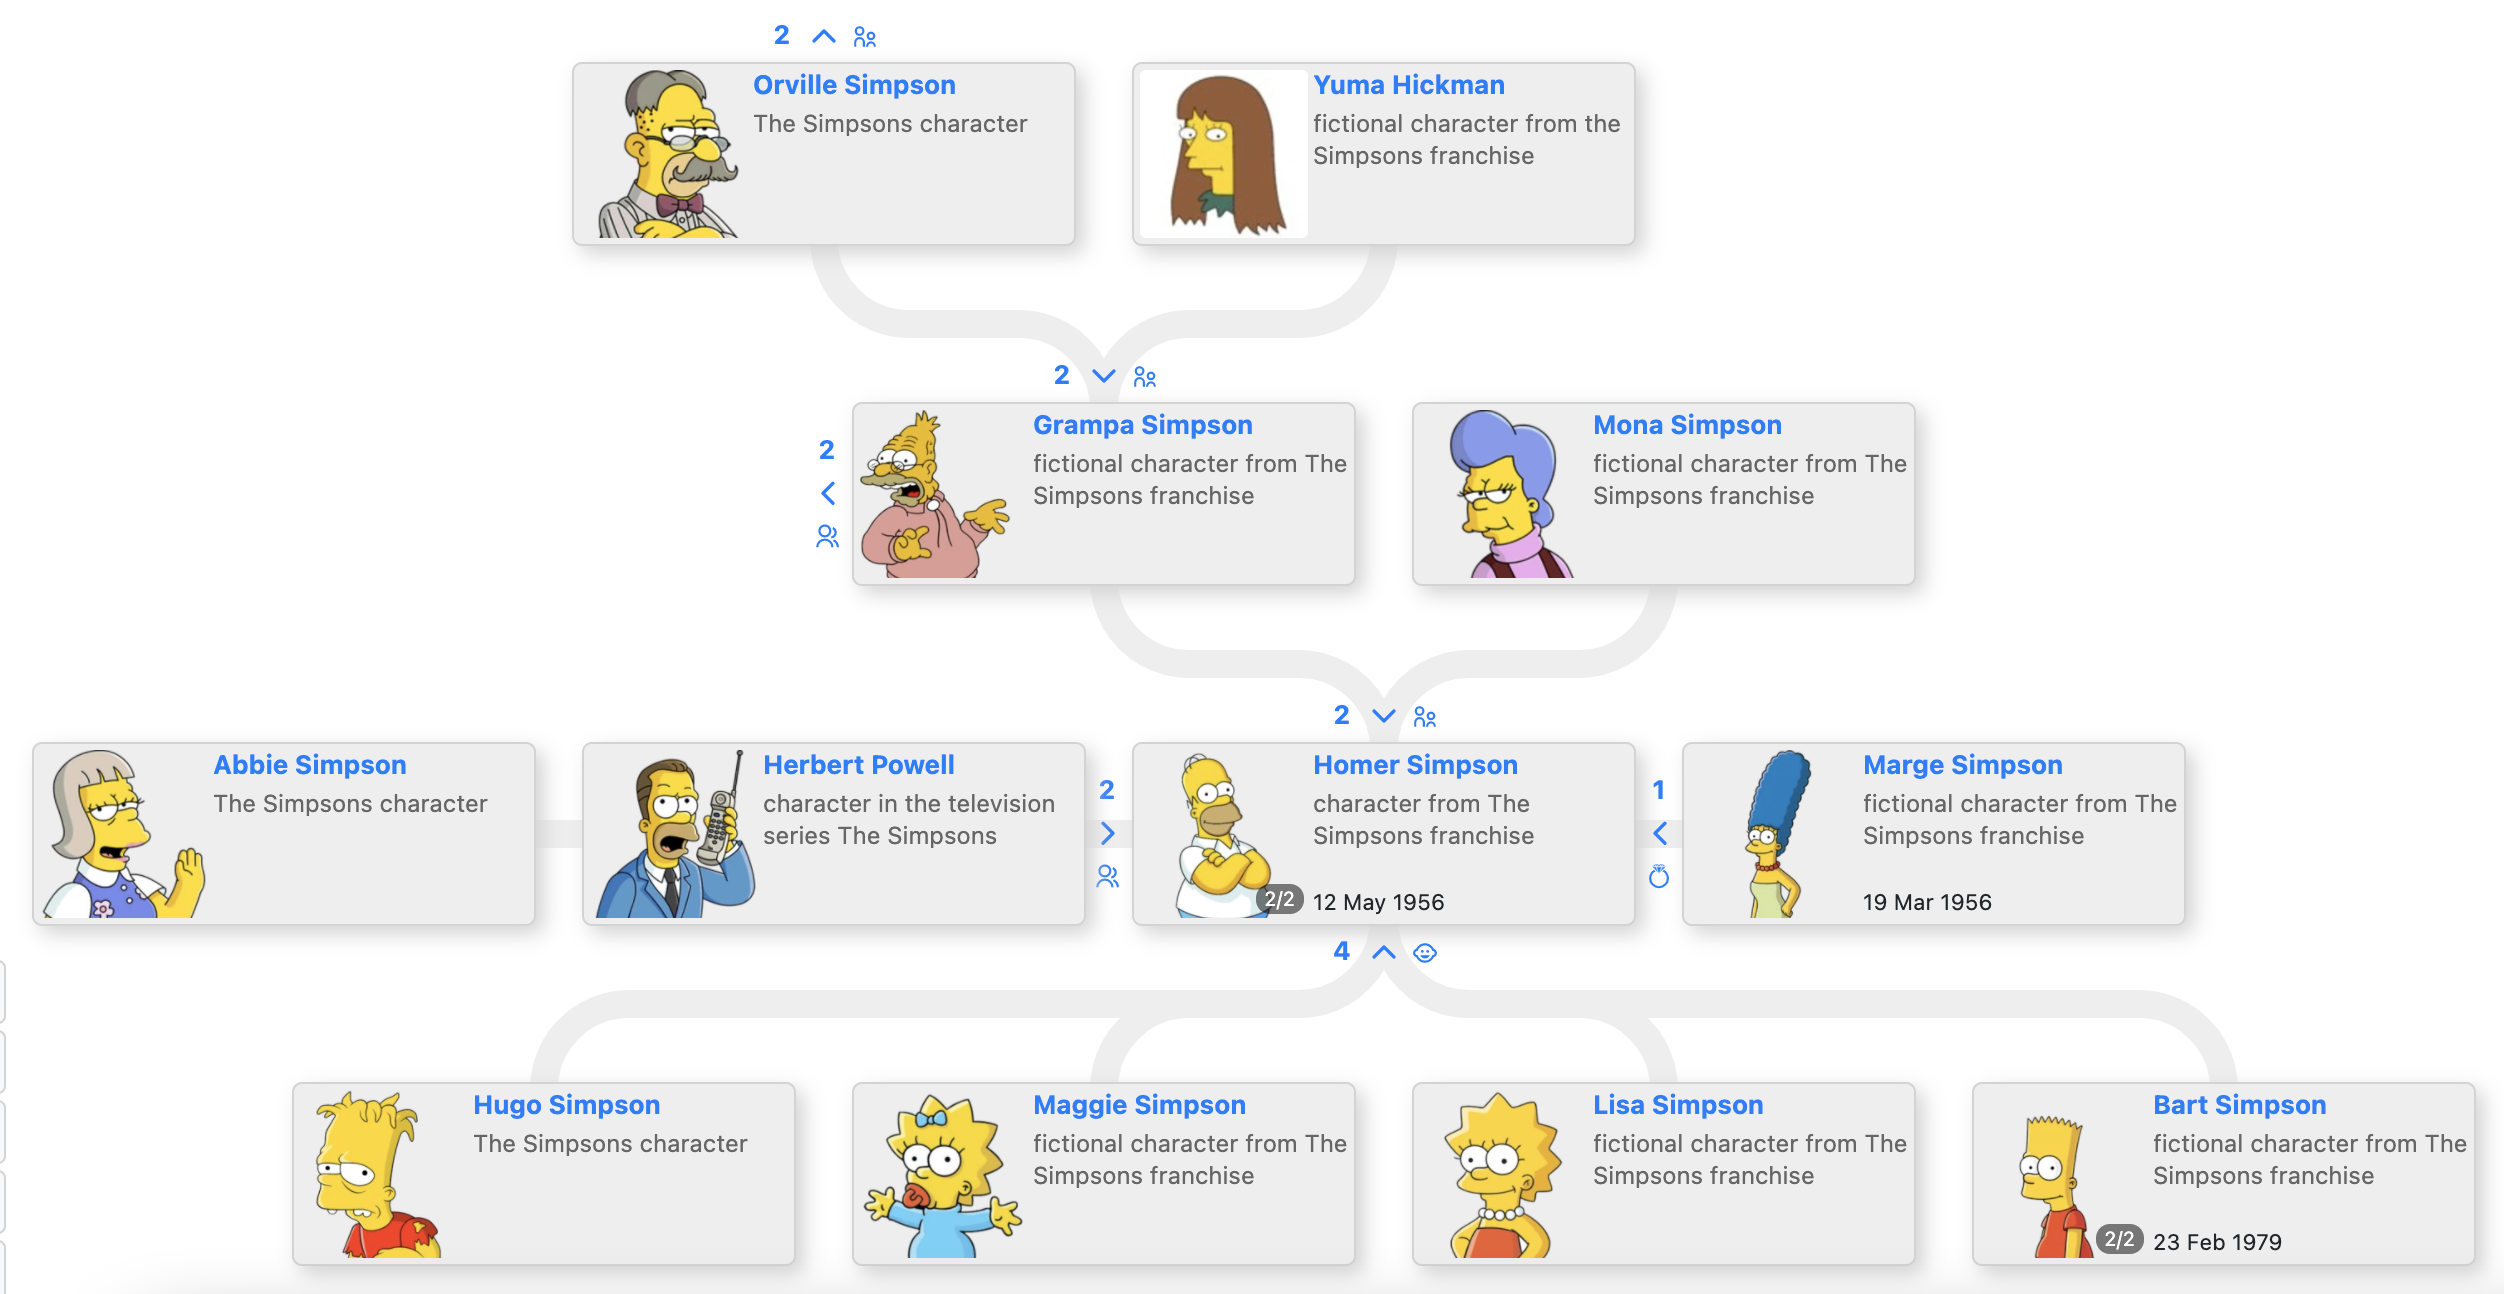 2
Orville Simpson
The Simpsons character
Yuma Hickman
fictional character from the
Simpsons franchise
2
2
Grampa Simpson
fictional character from The
Simpsons franchise
Mona Simpson
fictional character from The
Simpsons franchise
2
Abbie Simpson
The Simpsons character
Herbert Powell
character in the television
series The Simpsons
2
Homer Simpson
character from The
Simpsons franchise
2/2
12 May 1956
1
Marge Simpson
fictional character from The
Simpsons franchise
19 Mar 1956
4
Hugo Simpson
The Simpsons character
Maggie Simpson
fictional character from The
Simpsons franchise
Lisa Simpson
fictional character from The
Simpsons franchise
Bart Simpson
fictional character from The
Simpsons franchise
2/2
23 Feb 1979